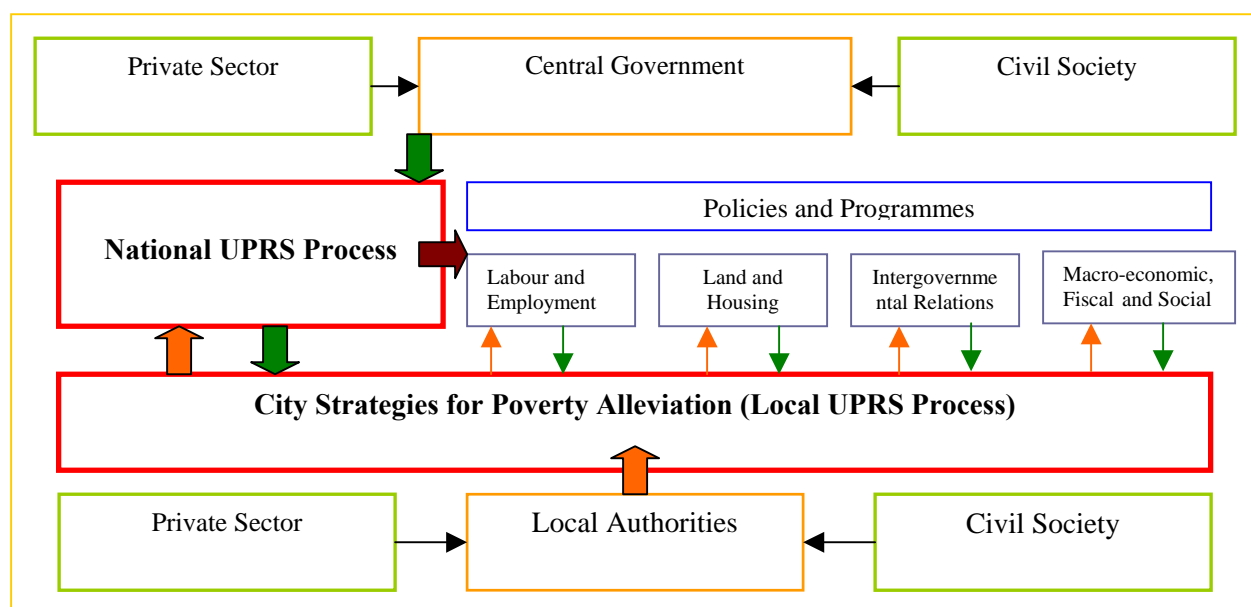 Private Sector
Central Government
Civil Society
National UPRS Process
Policies and Programmes
Labour and
Employment
Land and
Housing
Intergovernme
ntal Relations
Macro-economic,
Fiscal and Social
City Strategies for Poverty Alleviation (Local UPRS Process)
Private Sector
Local Authorities
Civil Society